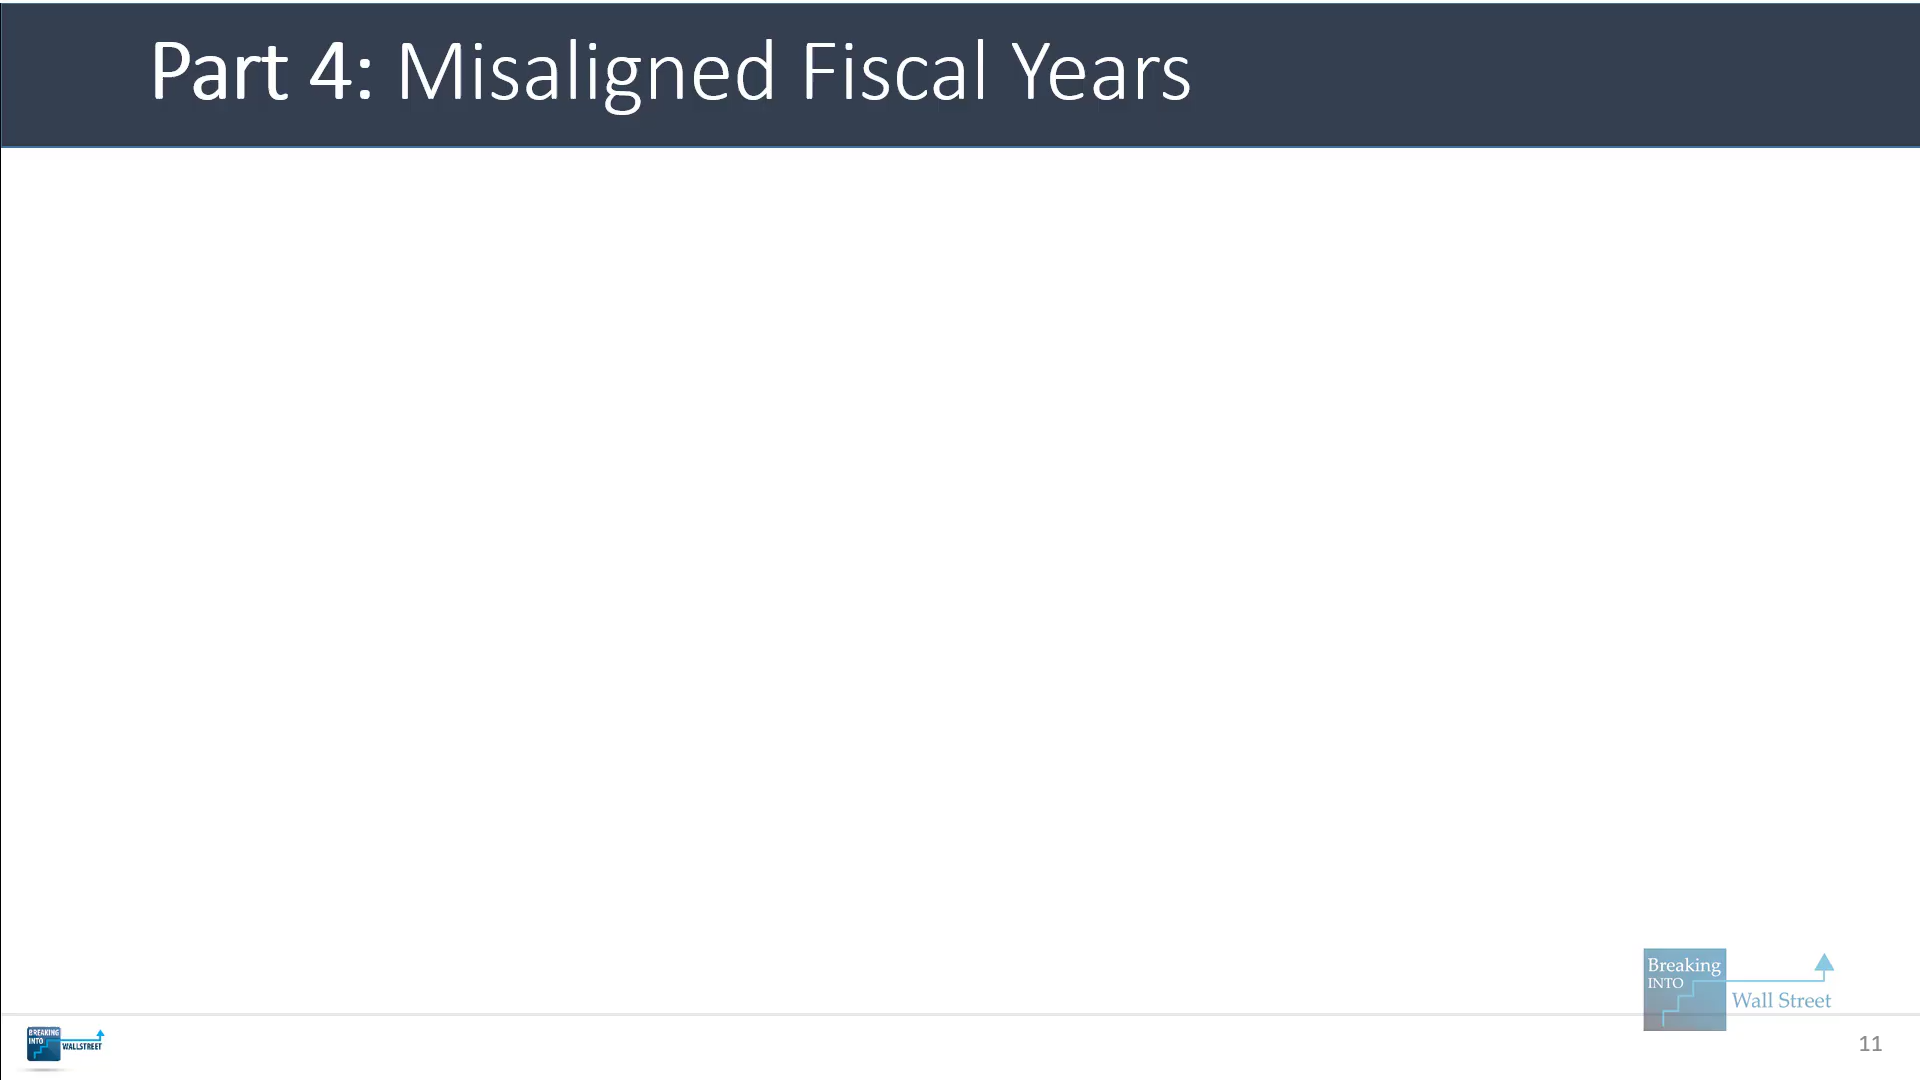 Part 4: Misaligned Fiscal Years
Breaking
INTO
Wall Street
BREAKING
INTO
WALLSTREET
11